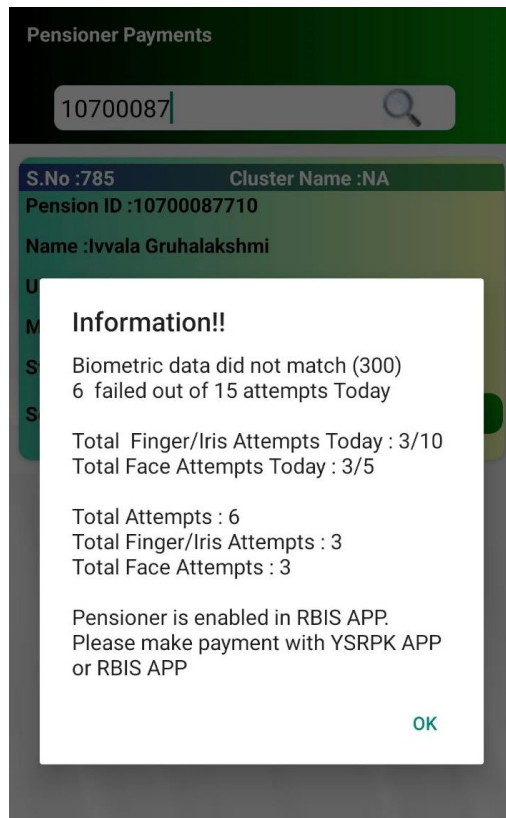 Pensioner Payments
10700087
S.No :785 Cluster Name :NA
Pension ID :10700087710
Name :Ivvala Gruhalakshmi
U
M
S
S
Information!!
Biometric data did not match (300)
6 failed out of 15 attempts Today
Total Finger/Iris Attempts Today : 3/10
Total Face Attempts Today : 3/5
Total Attempts : 6
Total Finger/Iris Attempts : 3
Total Face Attempts : 3
Pensioner is enabled in RBIS APP.
Please make payment with YSRPK APP
or RBIS APP
OK